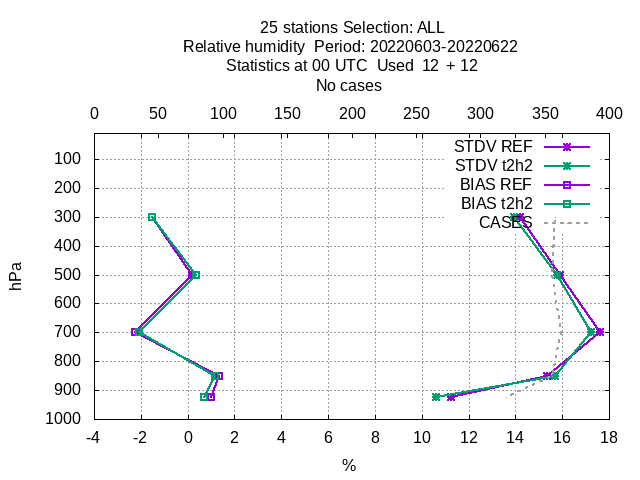 25 stations Selection: ALL
Relative humidity  Period: 20220603-20220622
Statistics at 00 UTC  Used  12  + 12
No cases
0 50 100 150 200 250 300 350 400
STDV REF
STDV t2h2
BIAS REF
BIAS t2h2
CASES
hPa
100
200
300
400
500
600
700
800
900
1000
-4 -2 0 2 4 6 8 10 12 14 16 18
%